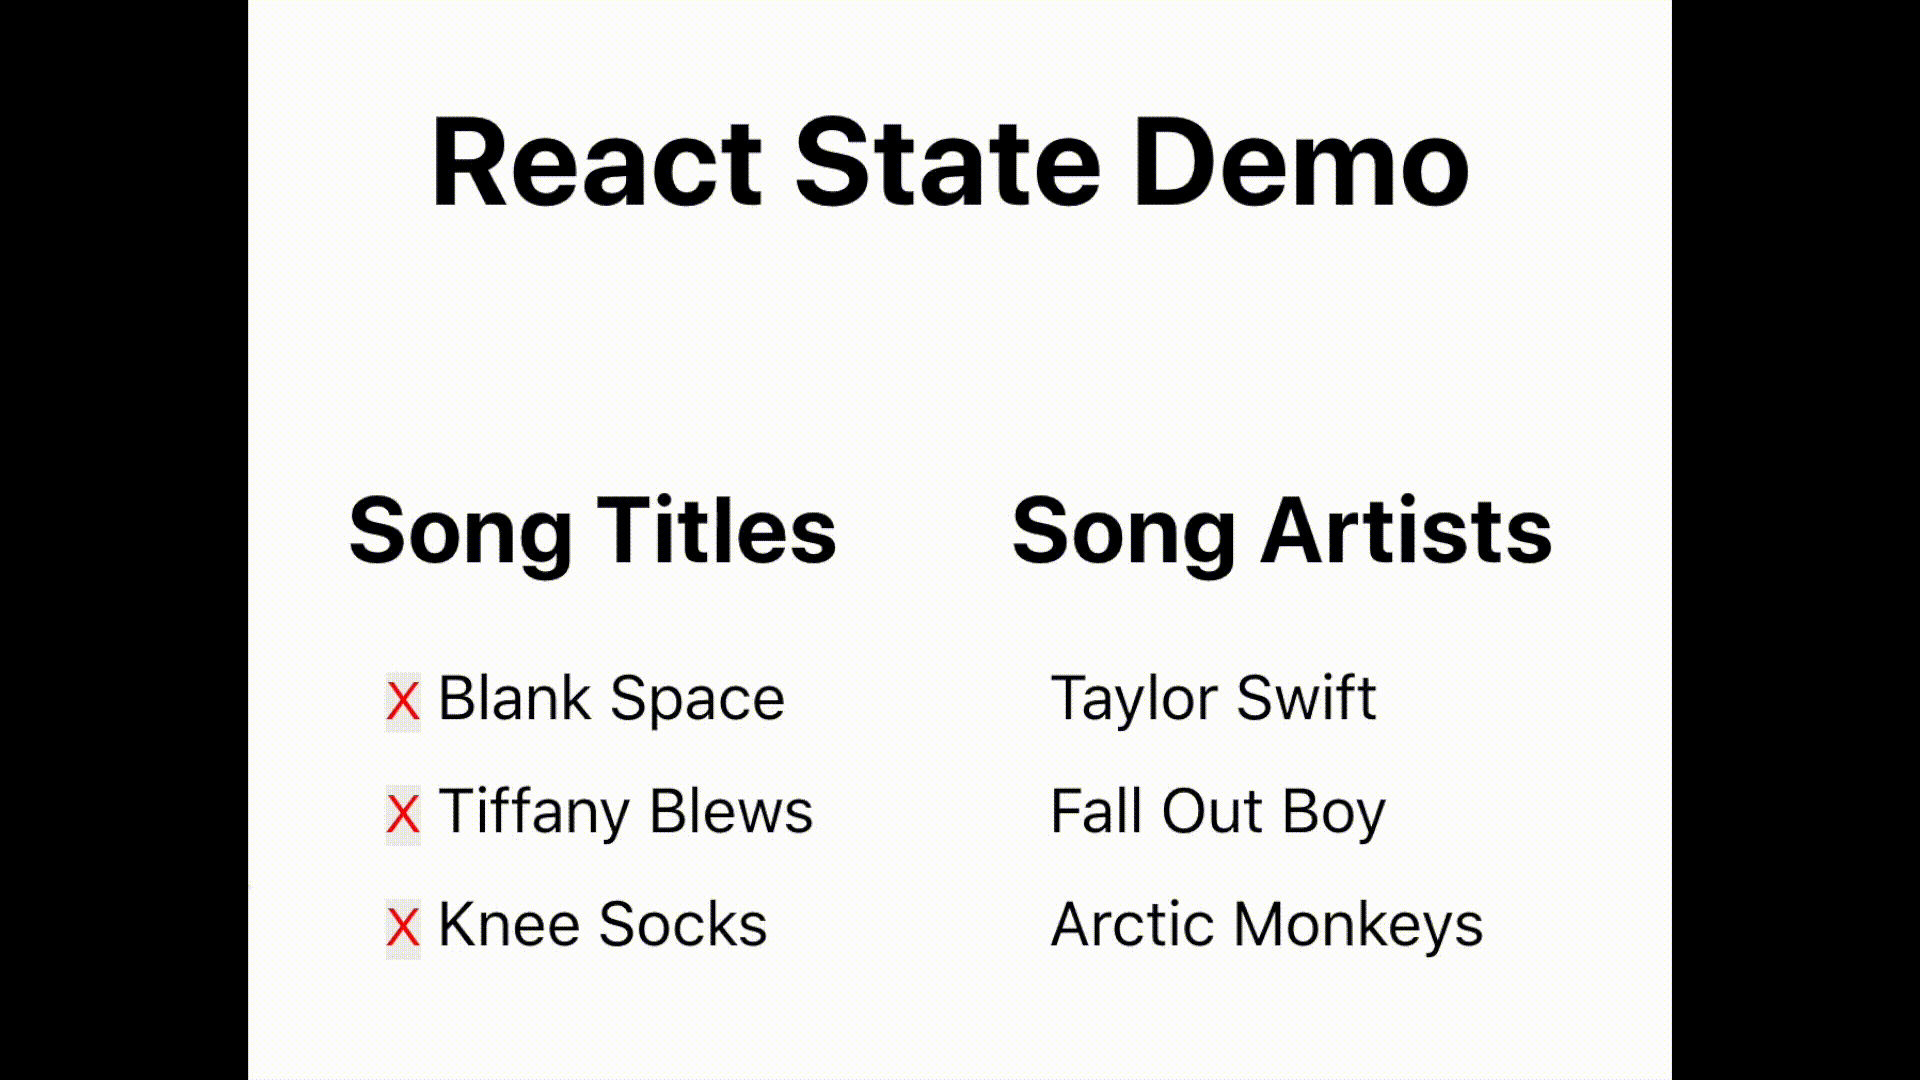 React State Demo
Song Titles Song Artists
X Blank Space Taylor Swift
X Tiffany Blews Fall Out Boy
X Knee Socks Arctic Monkeys